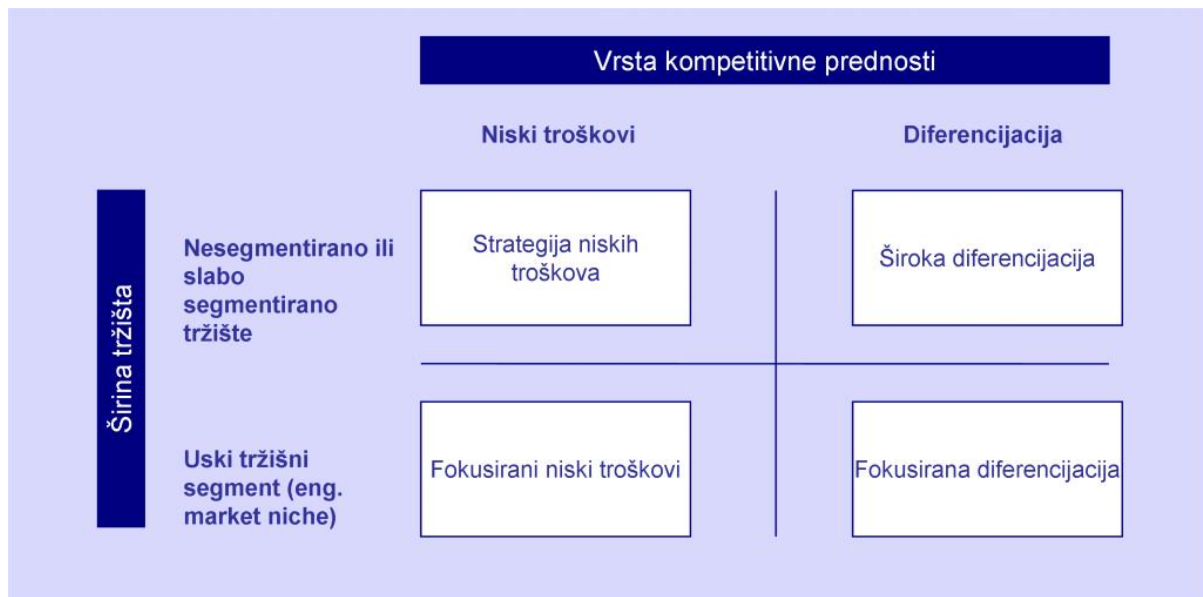 Vrsta kompetitivne prednosti
Niski troškovi
Diferencijacija
Širina tržišta
Nesegmentirano ili
slabo
segmentirano
tržište
Strategija niskih
troškova
Široka diferencijacija
Uski tržišni
segment (eng.
market niche)
Fokusirani niski troškovi
Fokusirana diferencijacija